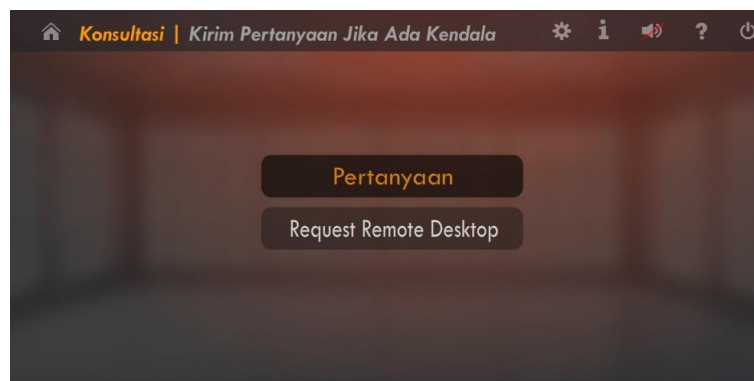 Konsultasi | Kirim Pertanyaan Jika Ada Kendala
Pertanyaan
Request Remote Desktop